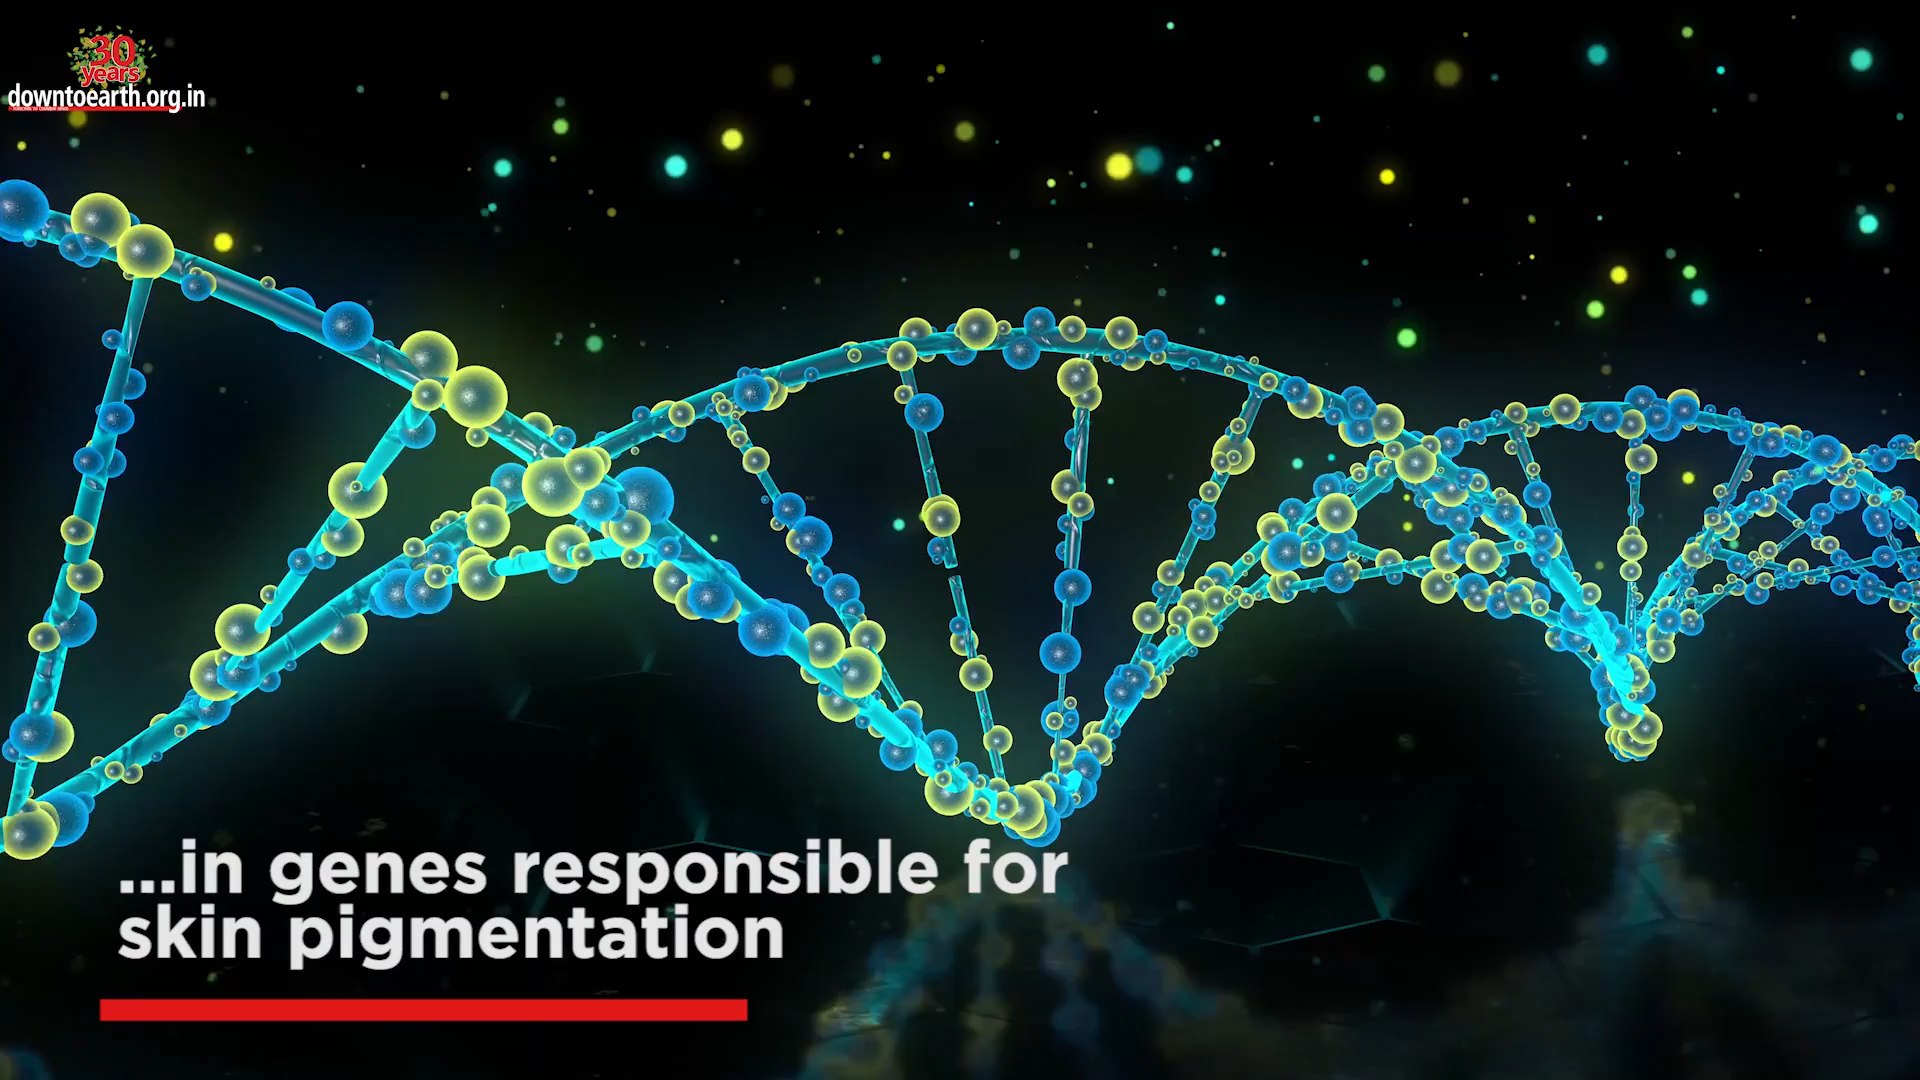 30
years
downtoearth.org.in
...in genes responsible for
skin pigmentation